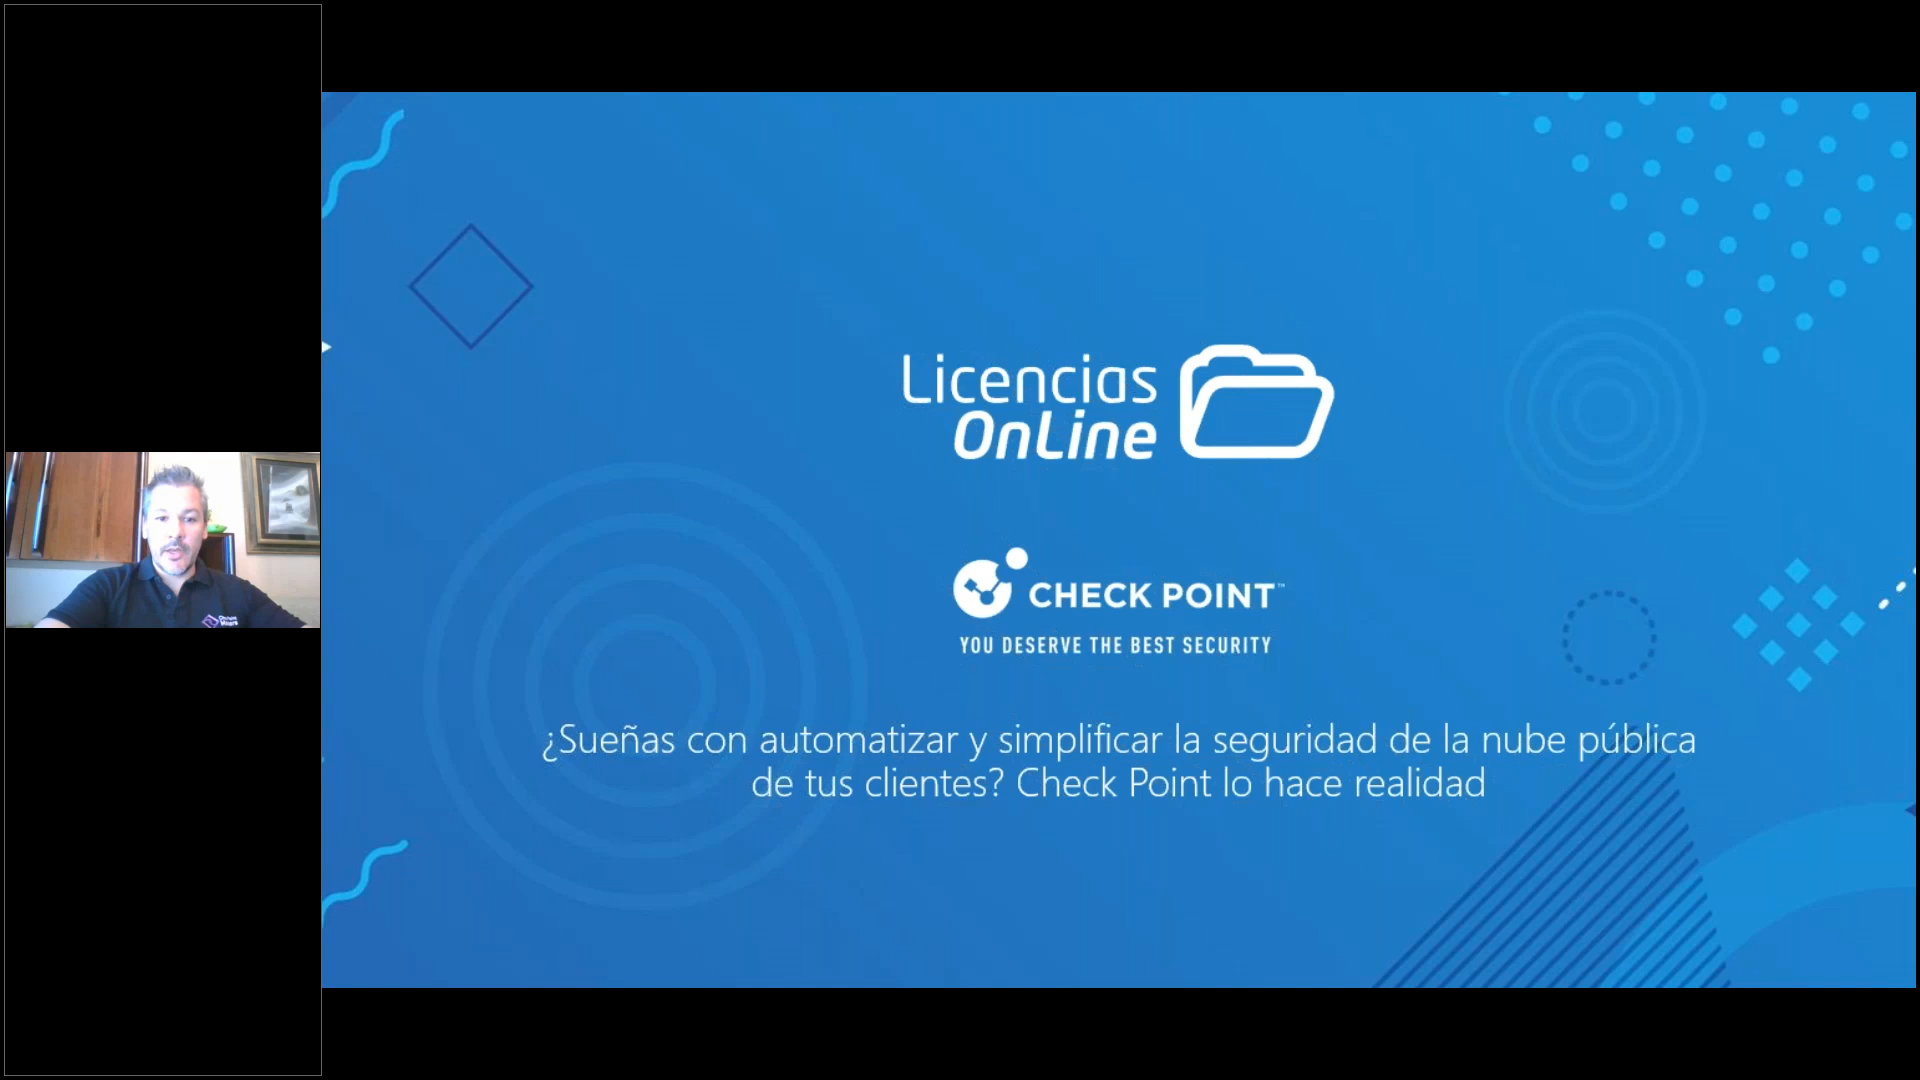 Licencias
OnLine
CHECK POINT™
YOU DESERVE THE BEST SECURITY
¿Sueñas con automatizar y simplificar la seguridad de la nube pública
de tus clientes? Check Point lo hace realidad